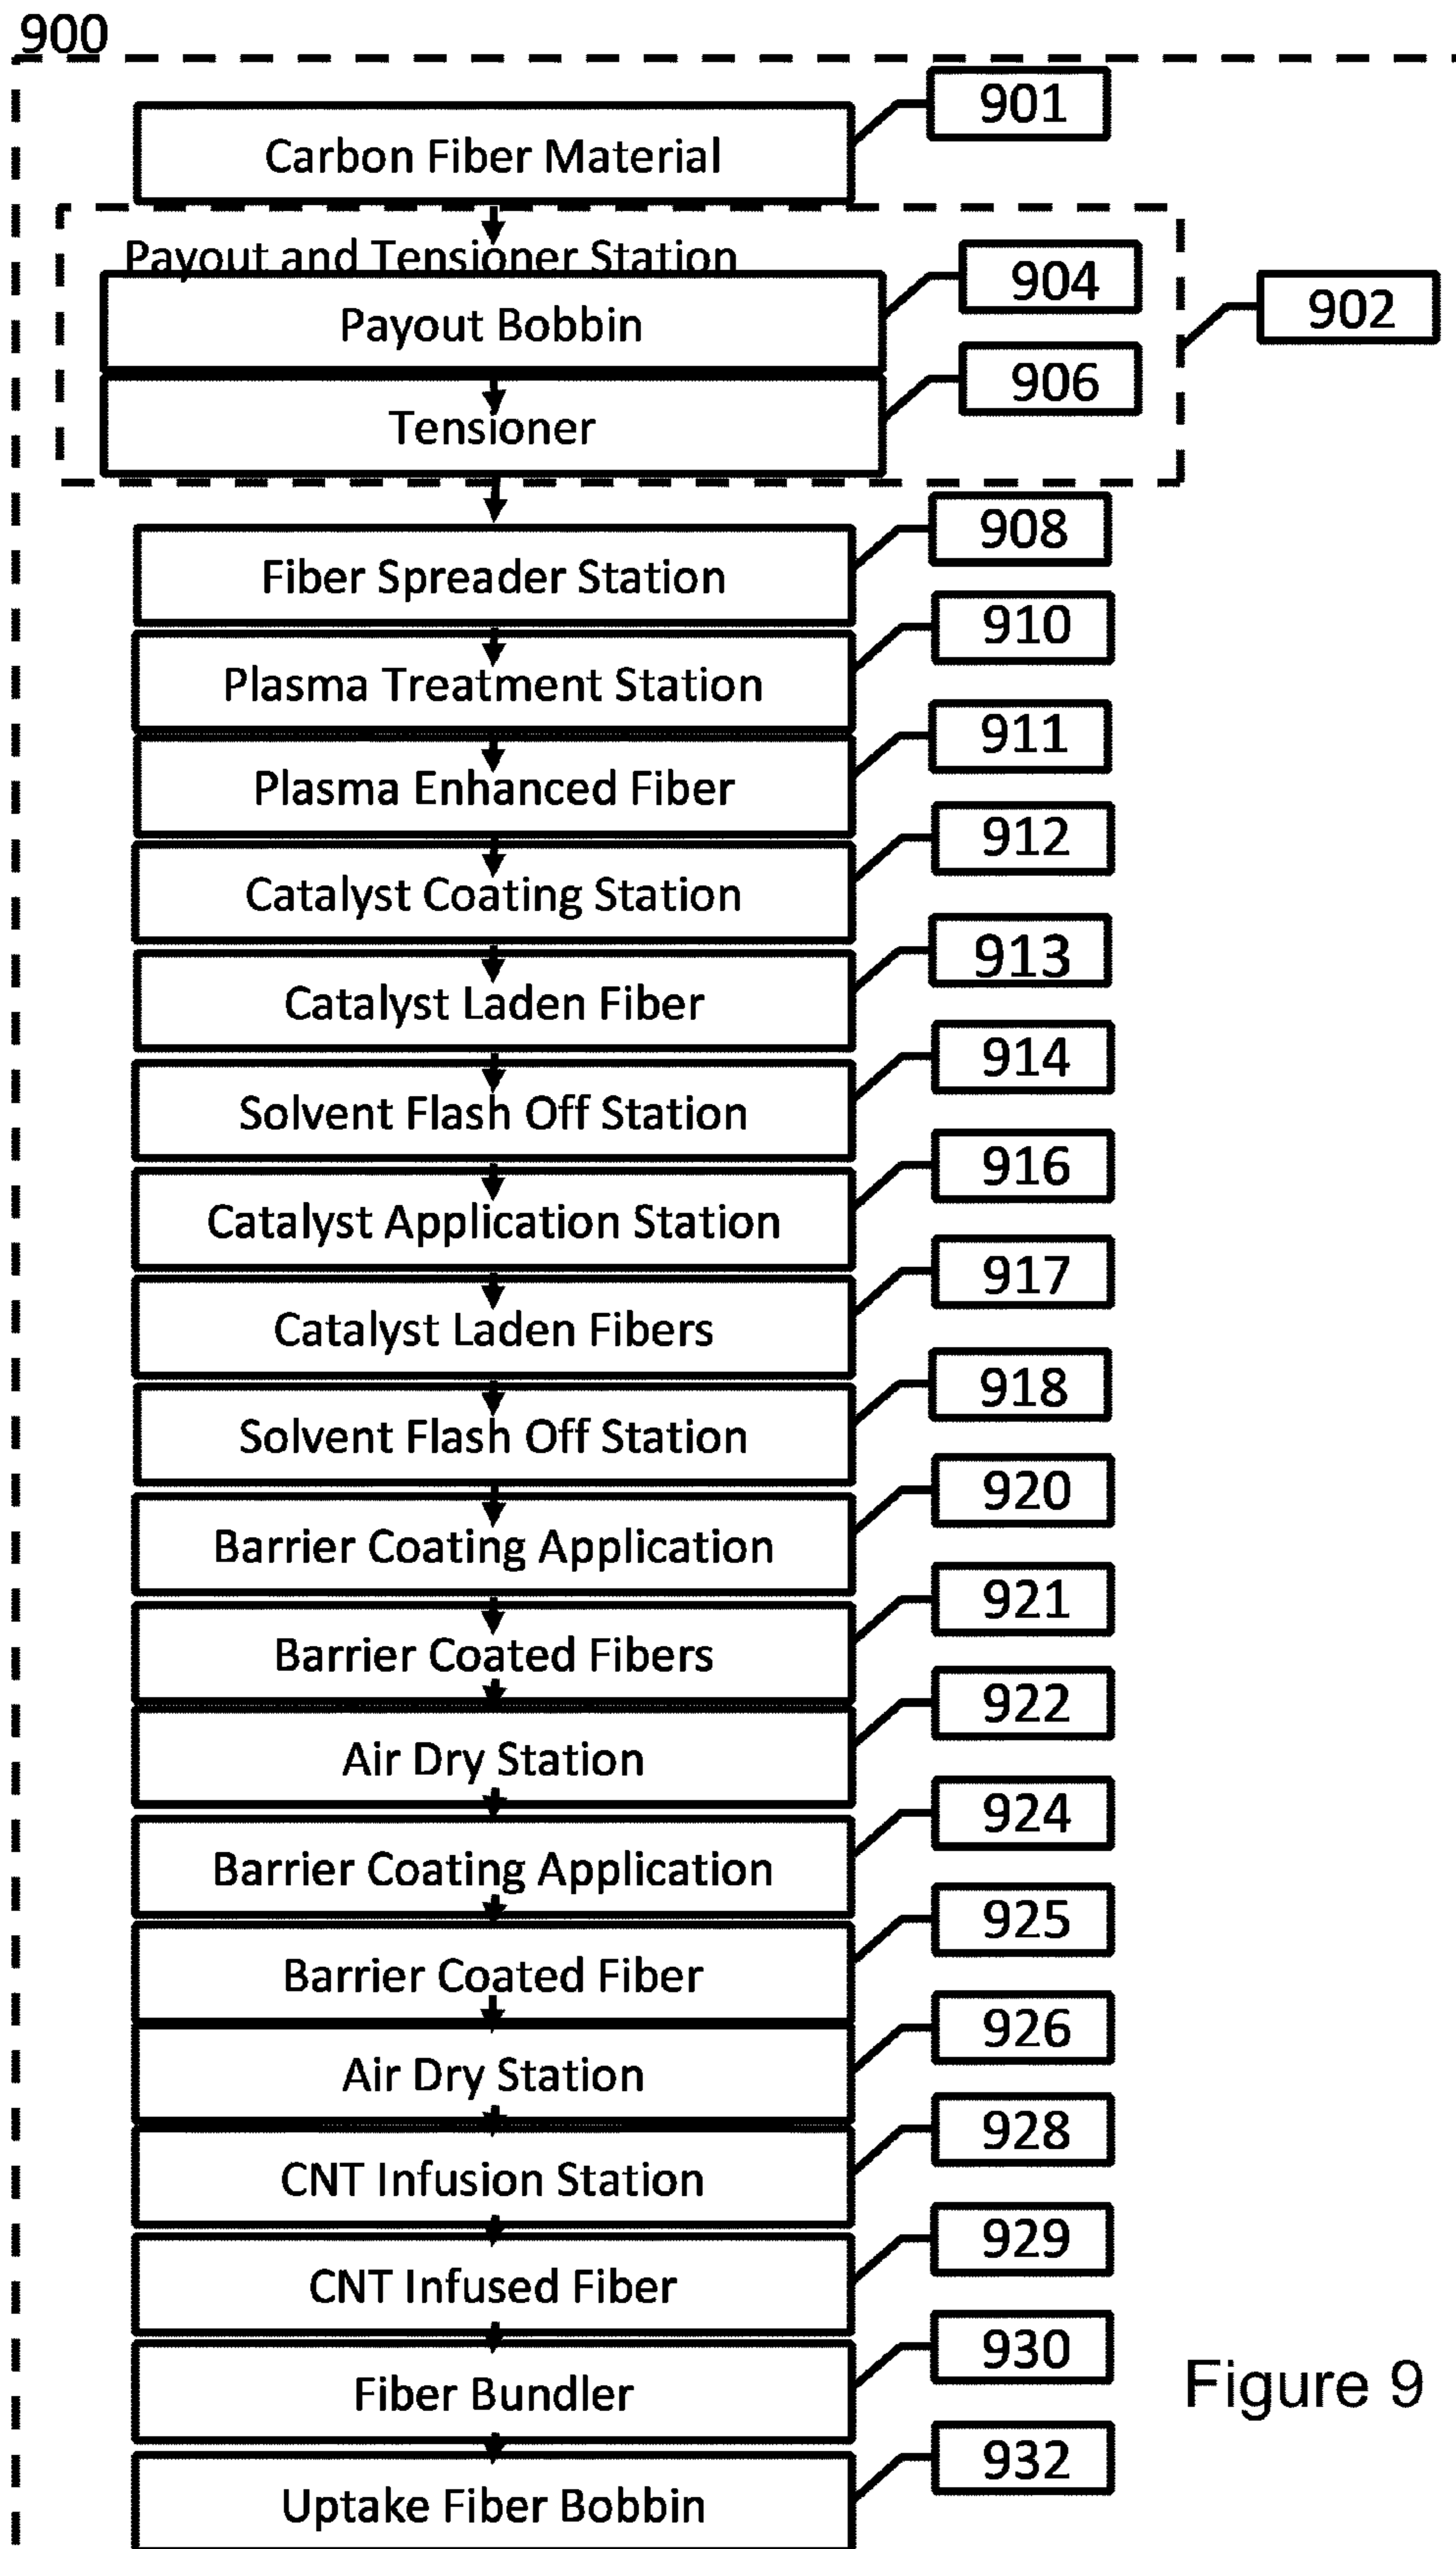 900
901
Carbon Fiber Material
Payout and Tensioner Station
904
902
Payout Bobbin
906
Tensioner
908
Fiber Spreader Station
910
Plasma Treatment Station
911
Plasma Enhanced Fiber
912
Catalyst Coating Station
913
Catalyst Laden Fiber
914
Solvent Flash Off Station
916
Catalyst Application Station
917
Catalyst Laden Fibers
918
Solvent Flash Off Station
920
Barrier Coating Application
921
Barrier Coated Fibers
922
Air Dry Station
924
Barrier Coating Application
925
Barrier Coated Fiber
926
Air Dry Station
928
CNT Infusion Station
929
CNT Infused Fiber
930
Fiber Bundler
932
Uptake Fiber Bobbin
Figure 9